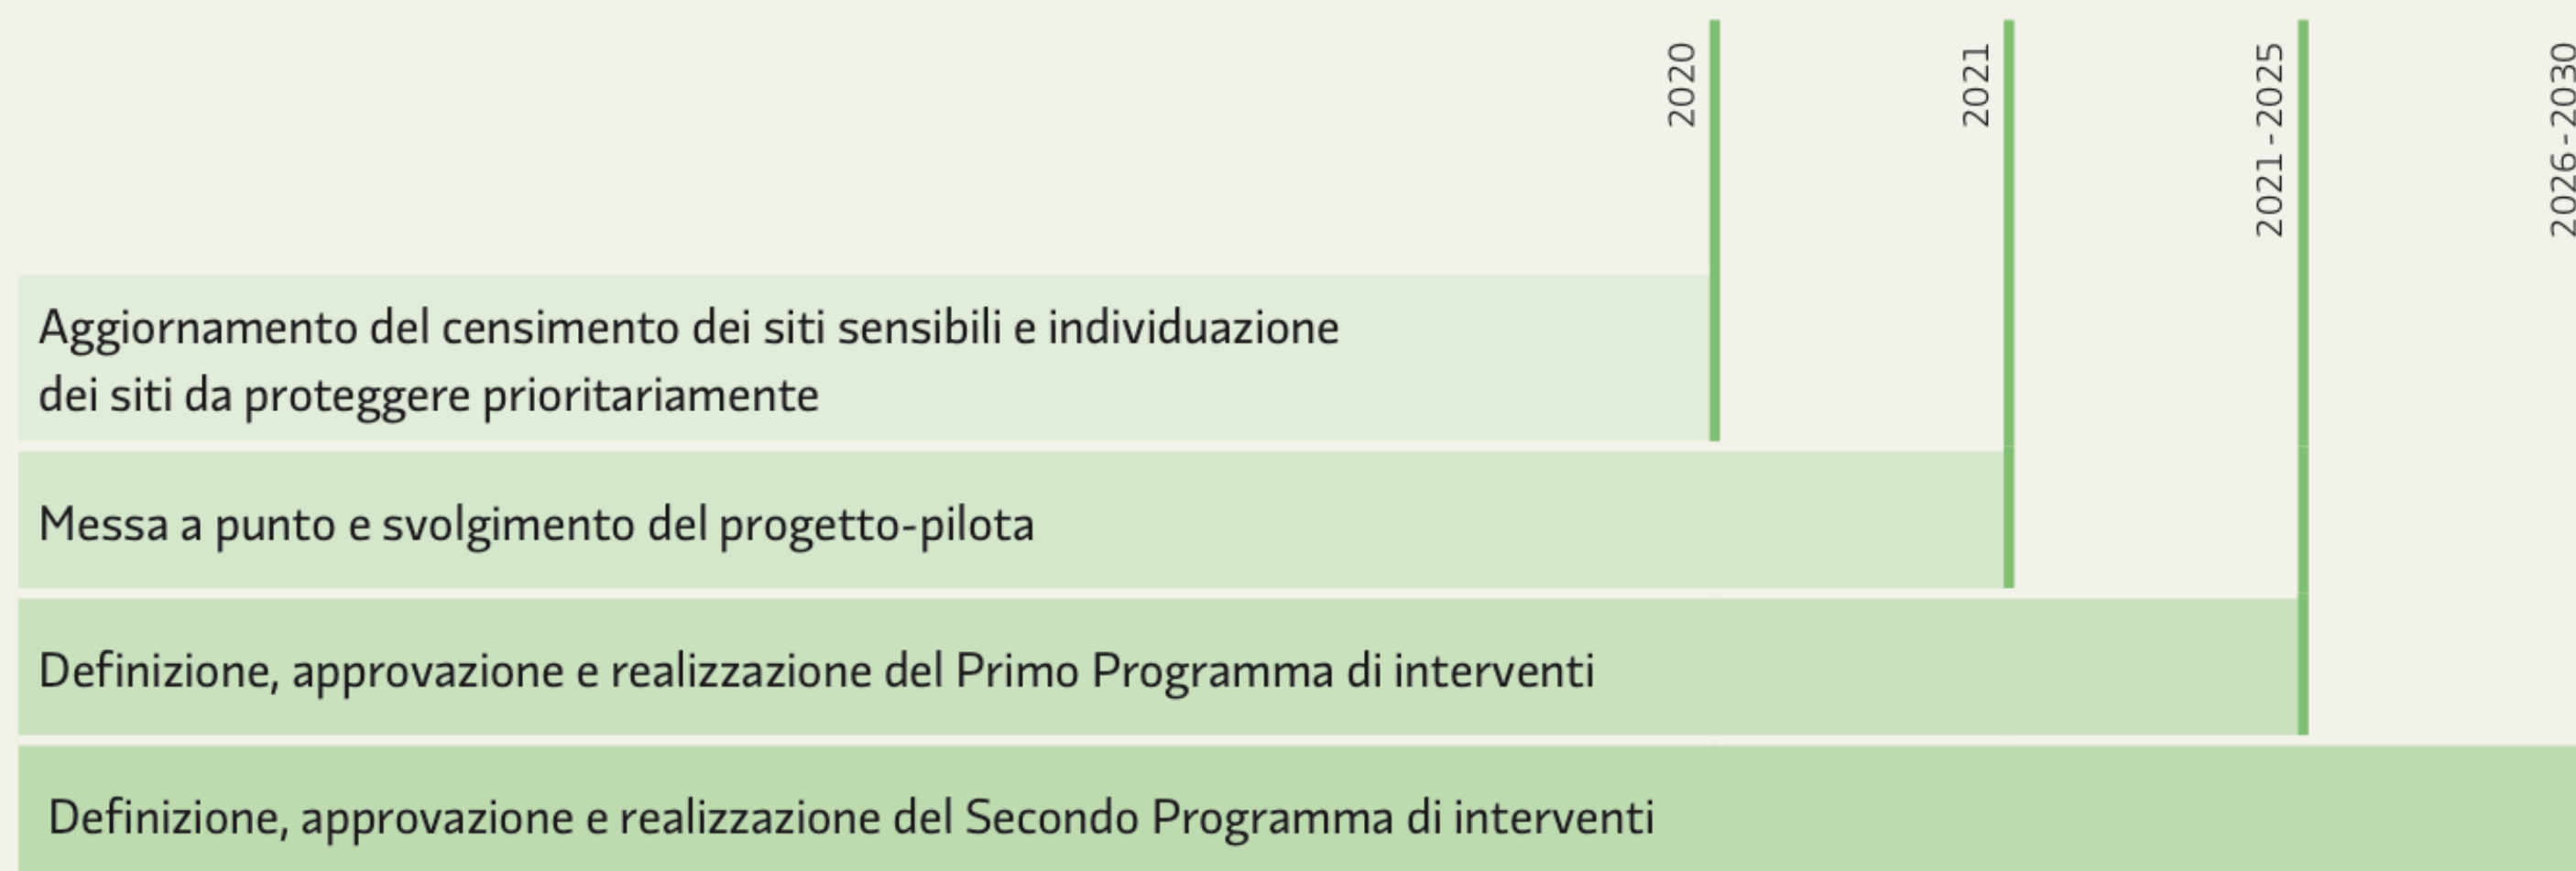 2020
2021
2021-2025
2026-2030
Aggiornamento del censimento dei siti sensibili e individuazione
dei siti da proteggere prioritariamente
Messa a punto e svolgimento del progetto-pilota
Definizione, approvazione e realizzazione del Primo Programma di interventi
Definizione, approvazione e realizzazione del Secondo Programma di interventi